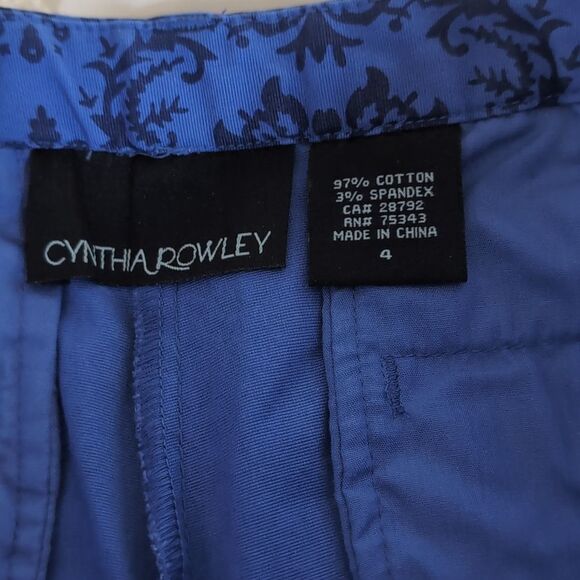 CYNTHIA ROWLEY
97% COTTON
3% SPANDEX
CA# 28792
RN# 75343
MADE IN CHINA
4